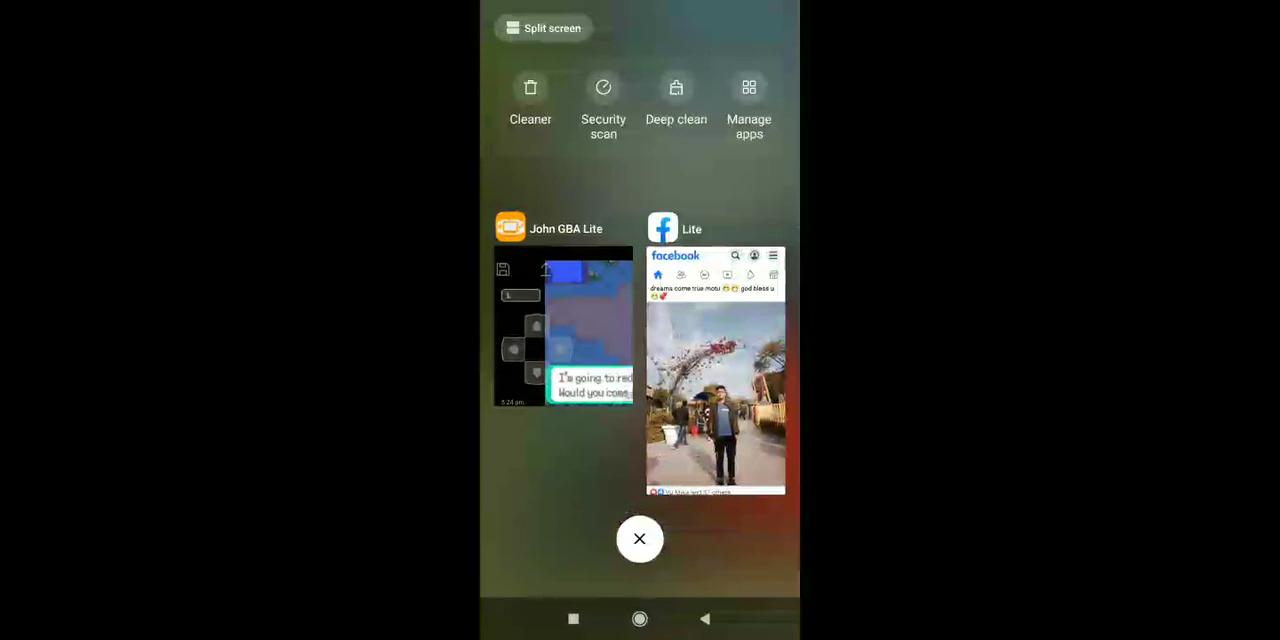 Split screen
Cleaner
Security scan
Deep clean
Manage apps
John GBA Lite
Lite
facebook
dreams come true motu 😁😁 god bless u
😁💞
I'm going to red
Would you come
L
5:24 pm